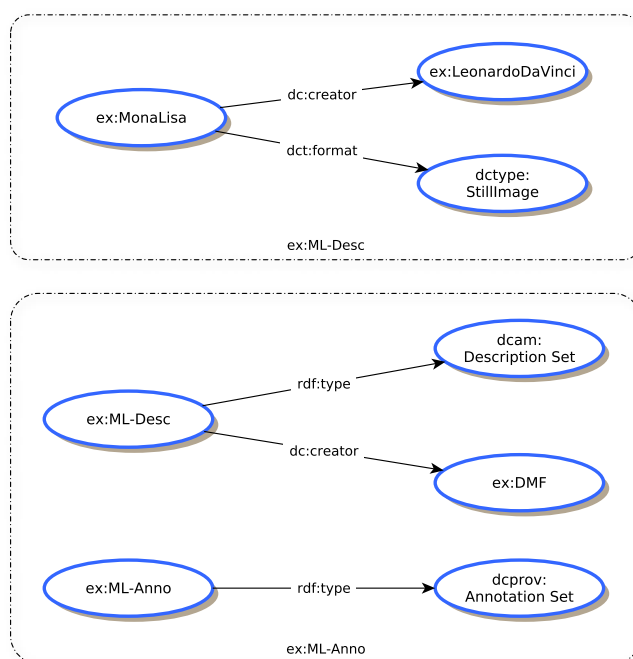 ex:LeonardoDaVinci
dc:creator
ex:MonaLisa
dct:format
dctype:
StillImage
ex:ML-Desc
dcam:
Description Set
rdf:type
ex:ML-Desc
dc:creator
ex:DMF
ex:ML-Anno
rdf:type
dcprov:
Annotation Set
ex:ML-Anno